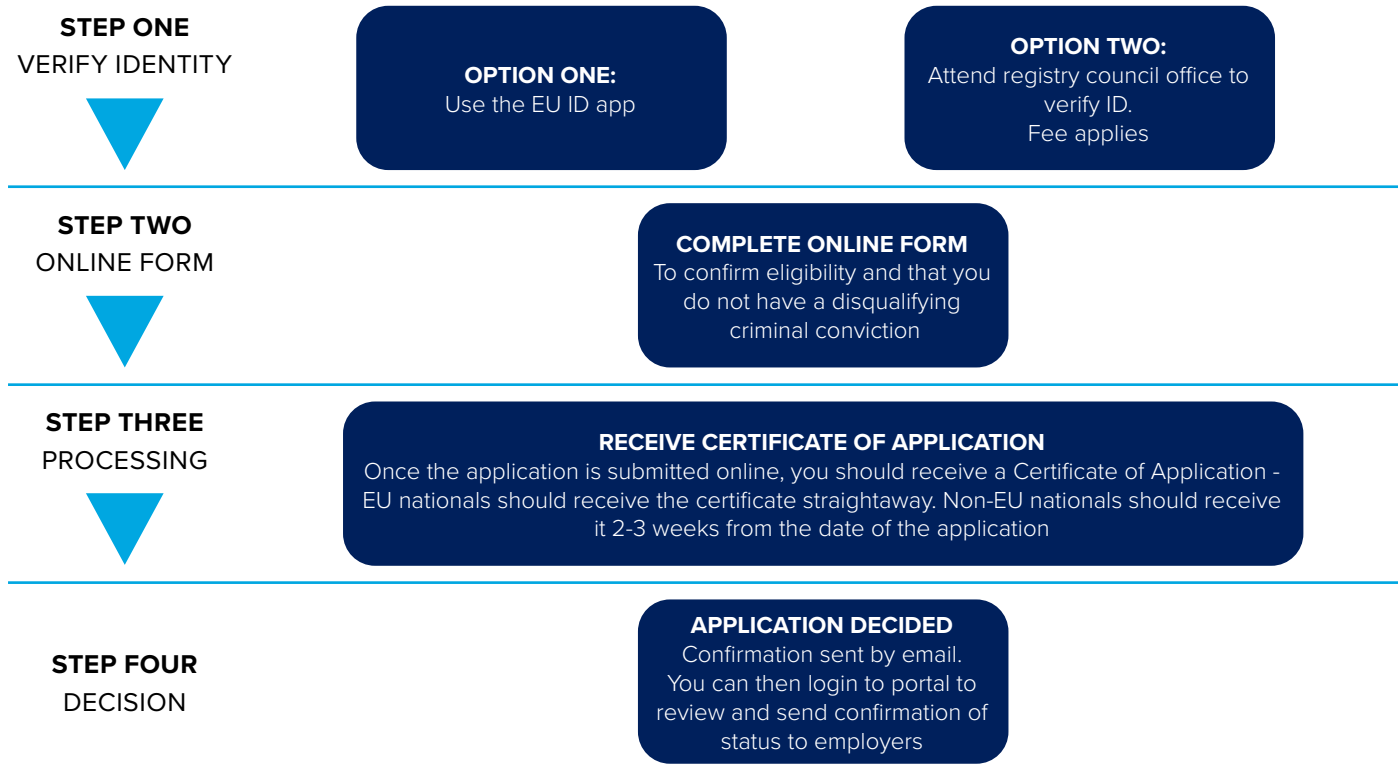 STEP ONE
VERIFY IDENTITY
OPTION ONE:
Use the EU ID app
OPTION TWO:
Attend registry council office to
verify ID.
Fee applies
STEP TWO
ONLINE FORM
COMPLETE ONLINE FORM
To confirm eligibility and that you
do not have a disqualifying
criminal conviction
STEP THREE
PROCESSING
RECEIVE CERTIFICATE OF APPLICATION
Once the application is submitted online, you should receive a Certificate of Application -
EU nationals should receive the certificate straightaway. Non-EU nationals should receive
it 2-3 weeks from the date of the application
STEP FOUR
DECISION
APPLICATION DECIDED
Confirmation sent by email.
You can then login to portal to
review and send confirmation of
status to employers